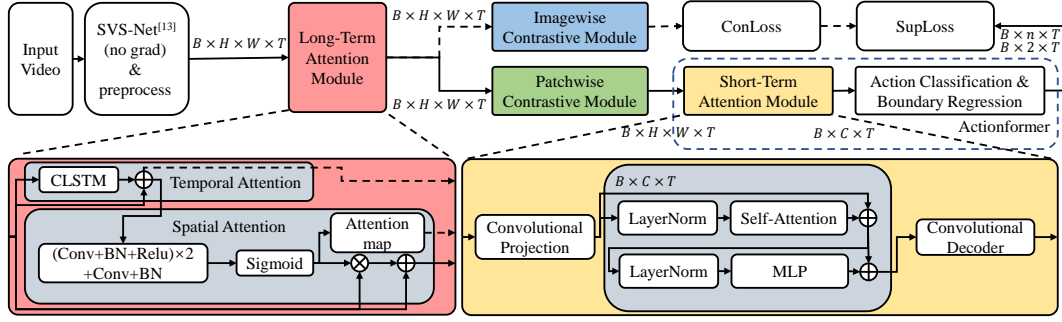 Input
Video
SVS-Net[13]
(no grad)
&
preprocess
B × H × W × T
Long-Term
Attention
Module
B × H × W × T
B × H × W × T
Imagewise
Contrastive Module
ConLoss
SupLoss
B × n × T
B × 2 × T
Patchwise
Contrastive Module
Short-Term
Attention Module
Action Classification &
Boundary Regression
Actionformer
B × H × W × T
B × C × T
CLSTM
Temporal Attention
Spatial Attention
(Conv+BN+Relu)×2
+Conv+BN
Sigmoid
Attention
map
Convolutional
Projection
B × C × T
LayerNorm
Self-Attention
LayerNorm
MLP
Convolutional
Decoder